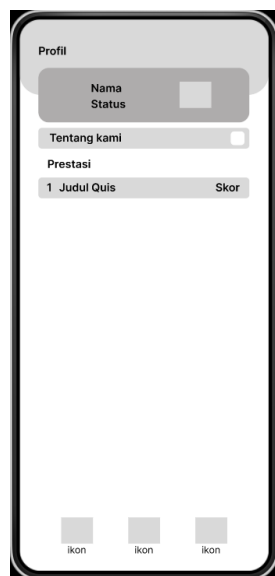 Profil
Nama
Status
Tentang kami
Prestasi
1 Judul Quis Skor
ikon ikon ikon